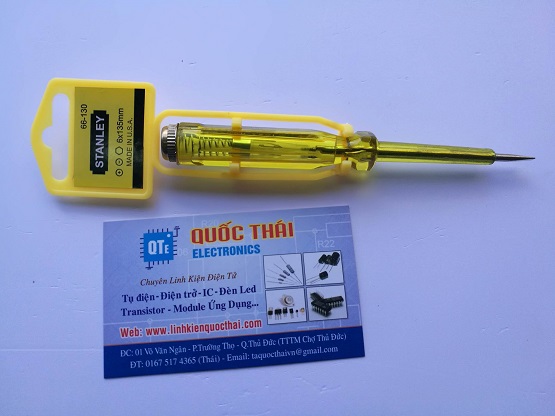 66-130
STANLEY
6x135mm
MADE IN U.S.A.
QTE
QUỐC THÁI
ELECTRONICS
R22
Chuyên Linh Kiện Điện Tử
Tụ điện - Điện trở - IC - Đèn Led
Transistor - Module Ứng Dụng...
Web: www.linhkienquocthai.com
ĐC: 01 Võ Văn Ngân - P.Trường Thọ - Q.Thủ Đức (TTTM Chợ Thủ Đức)
ĐT: 0167 517 4365 (Thái) - Email: taquocthaivn@gmail.com